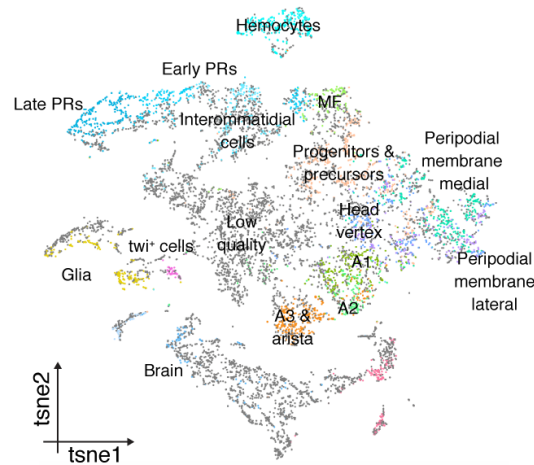 Hemocytes
Early PRs
Late PRs
MF
Interommatidial
cells
Progenitors &
precursors
Peripodial
membrane
medial
Low
quality
Head
vertex
twi⁺ cells
Glia
A1
Peripodial
membrane
lateral
A2
A3 &
arista
Brain
tsne2
tsne1